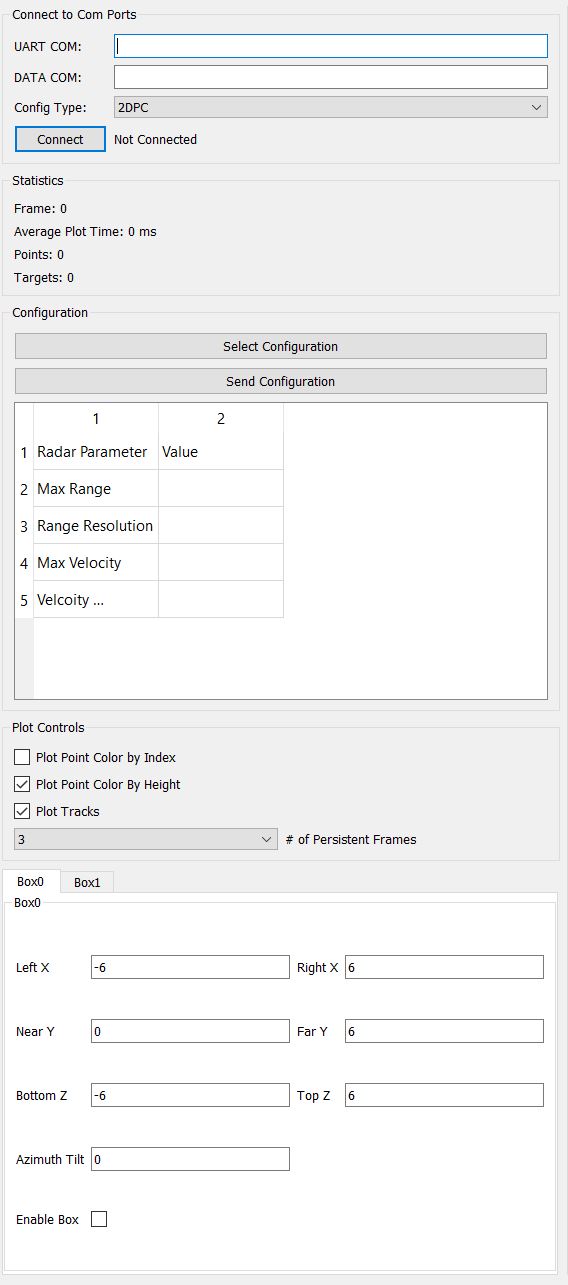 Connect to Com Ports
UART COM:
DATA COM:
Config Type: 2DPC
Connect Not Connected
Statistics
Frame: 0
Average Plot Time: 0 ms
Points: 0
Targets: 0
Configuration
Select Configuration
Send Configuration
1 2
1 Radar Parameter Value
2 Max Range
3 Range Resolution
4 Max Velocity
5 Velcoity ...
Plot Controls
Plot Point Color by Index
Plot Point Color By Height
Plot Tracks
3 # of Persistent Frames
Box0 Box1
Box0
Left X -6 Right X 6
Near Y 0 Far Y 6
Bottom Z -6 Top Z 6
Azimuth Tilt 0
Enable Box